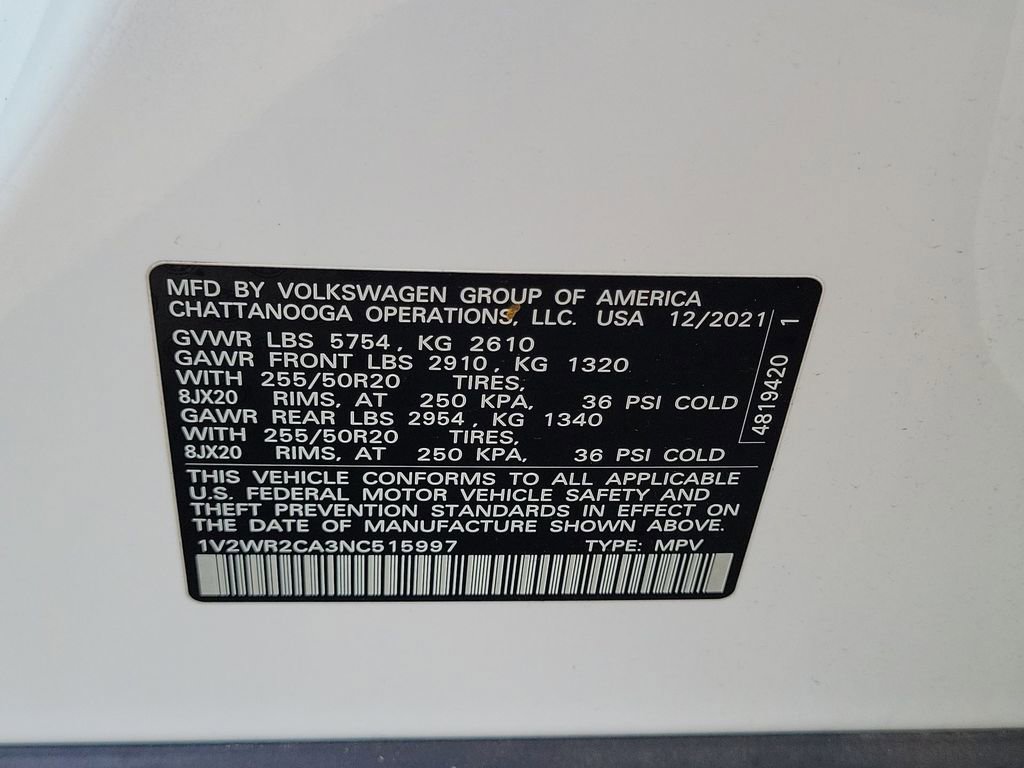 MFD BY VOLKSWAGEN GROUP OF AMERICA
CHATTANOOGA OPERATIONS, LLC. USA 12/2021
GVWR LBS 5754, KG 2610
GAWR FRONT LBS 2910, KG 1320
WITH 255/50R20 TIRES,
8JX20 RIMS, AT 250 KPA, 36 PSI COLD
GAWR REAR LBS 2954, KG 1340
WITH 255/50R20 TIRES,
8JX20 RIMS, AT 250 KPA, 36 PSI COLD
4819420 1
THIS VEHICLE CONFORMS TO ALL APPLICABLE
U.S. FEDERAL MOTOR VEHICLE SAFETY AND
THEFT PREVENTION STANDARDS IN EFFECT ON
THE DATE OF MANUFACTURE SHOWN ABOVE.
1V2WR2CA3NC515997 TYPE: MPV